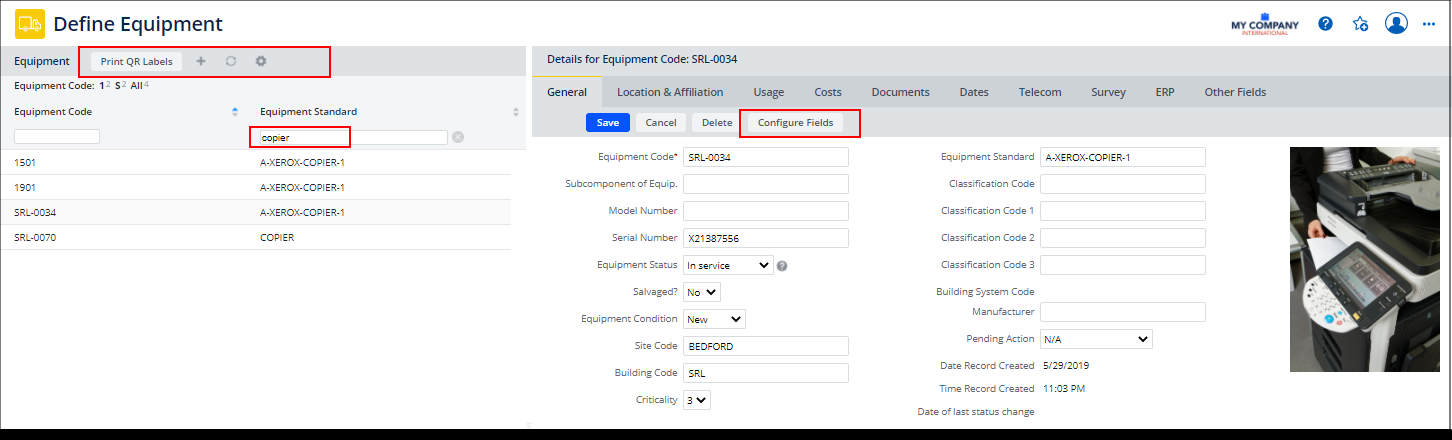 Define Equipment
MY COMPANY
INTERNATIONAL
?
Equipment
Print QR Labels
Equipment Code: 1 2 S 2 All 4
Equipment Code
Equipment Standard
copier
1501 A-XEROX-COPIER-1
1901 A-XEROX-COPIER-1
SRL-0034 A-XEROX-COPIER-1
SRL-0070 COPIER
Details for Equipment Code: SRL-0034
General Location & Affiliation Usage Costs Documents Dates Telecom Survey ERP Other Fields
Save Cancel Delete Configure Fields
Equipment Code* SRL-0034
Subcomponent of Equip.
Model Number
Serial Number X21387556
Equipment Status In service ?
Salvaged? No
Equipment Condition New
Site Code BEDFORD
Building Code SRL
Criticality 3
Equipment Standard A-XEROX-COPIER-1
Classification Code
Classification Code 1
Classification Code 2
Classification Code 3
Building System Code
Manufacturer
Pending Action N/A
Date Record Created 5/29/2019
Time Record Created 11:03 PM
Date of last status change